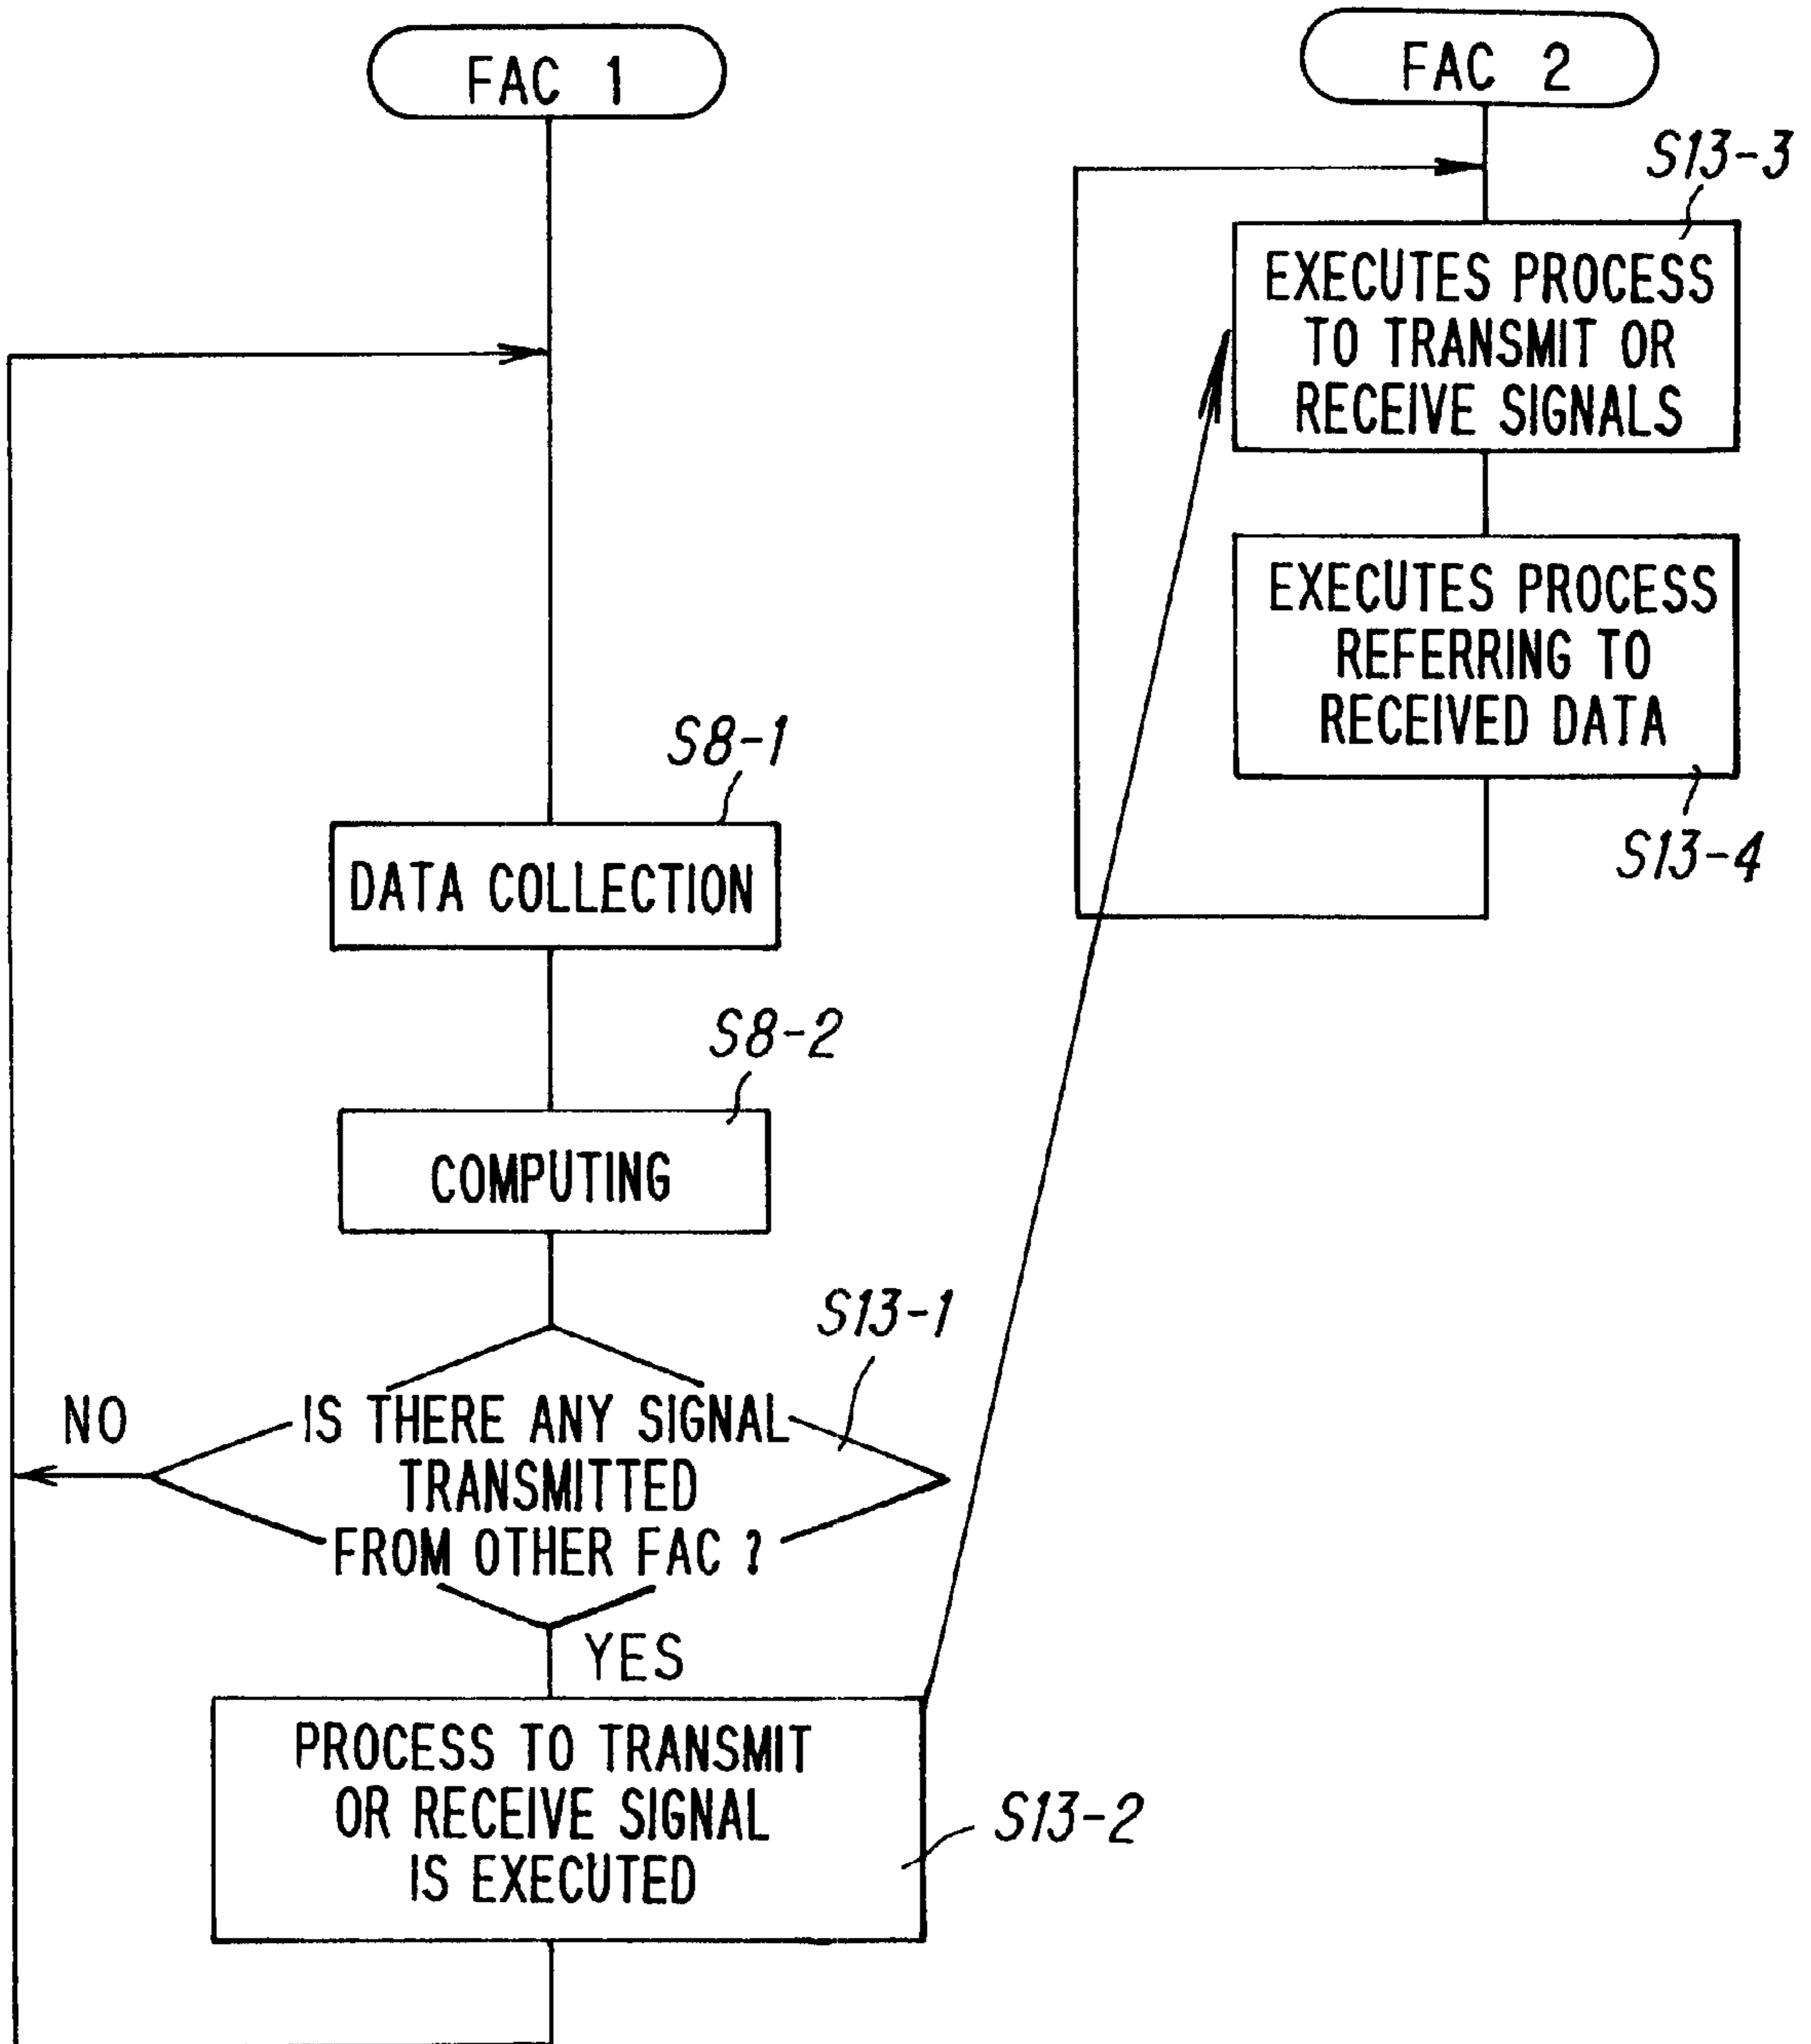 FAC 1
S8-1
DATA COLLECTION
S8-2
COMPUTING
S13-1
NO
IS THERE ANY SIGNAL
TRANSMITTED
FROM OTHER FAC ?
YES
PROCESS TO TRANSMIT
OR RECEIVE SIGNAL
IS EXECUTED
S13-2
FAC 2
S13-3
EXECUTES PROCESS
TO TRANSMIT OR
RECEIVE SIGNALS
EXECUTES PROCESS
REFERRING TO
RECEIVED DATA
S13-4